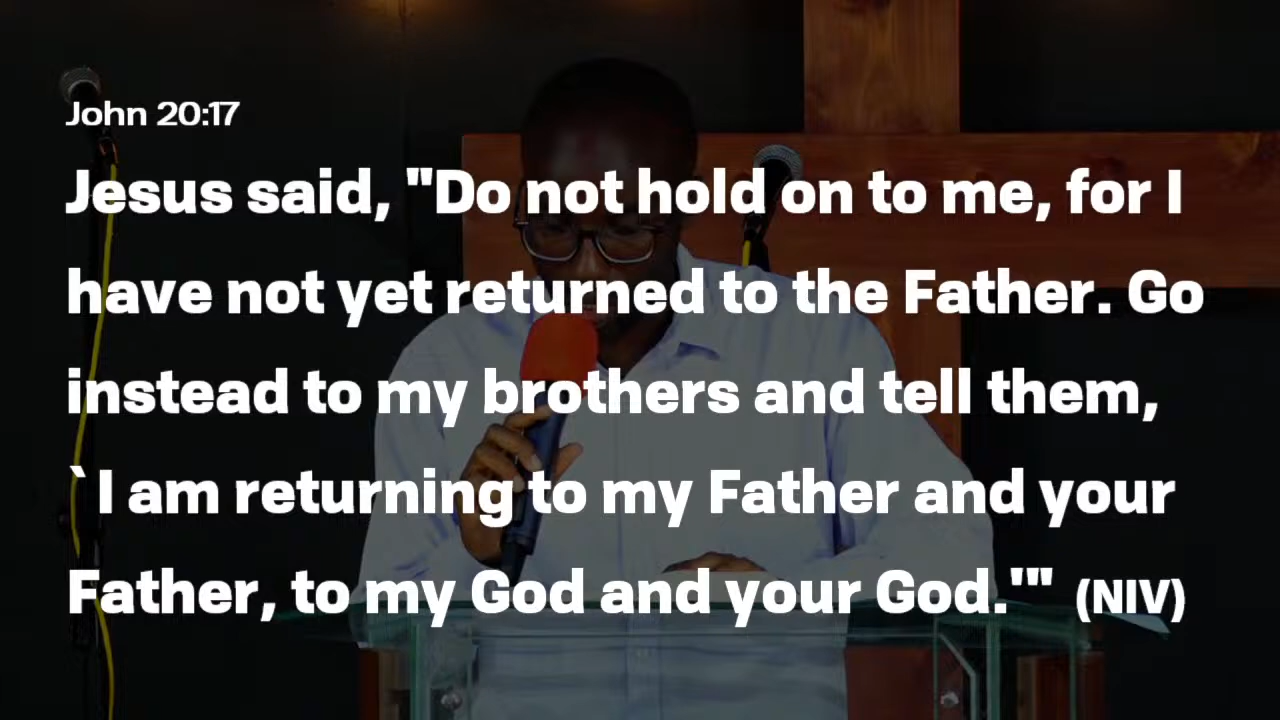 John 20:17
Jesus said, "Do not hold on to me, for I
have not yet returned to the Father. Go
instead to my brothers and tell them,
`I am returning to my Father and your
Father, to my God and your God.'" (NIV)